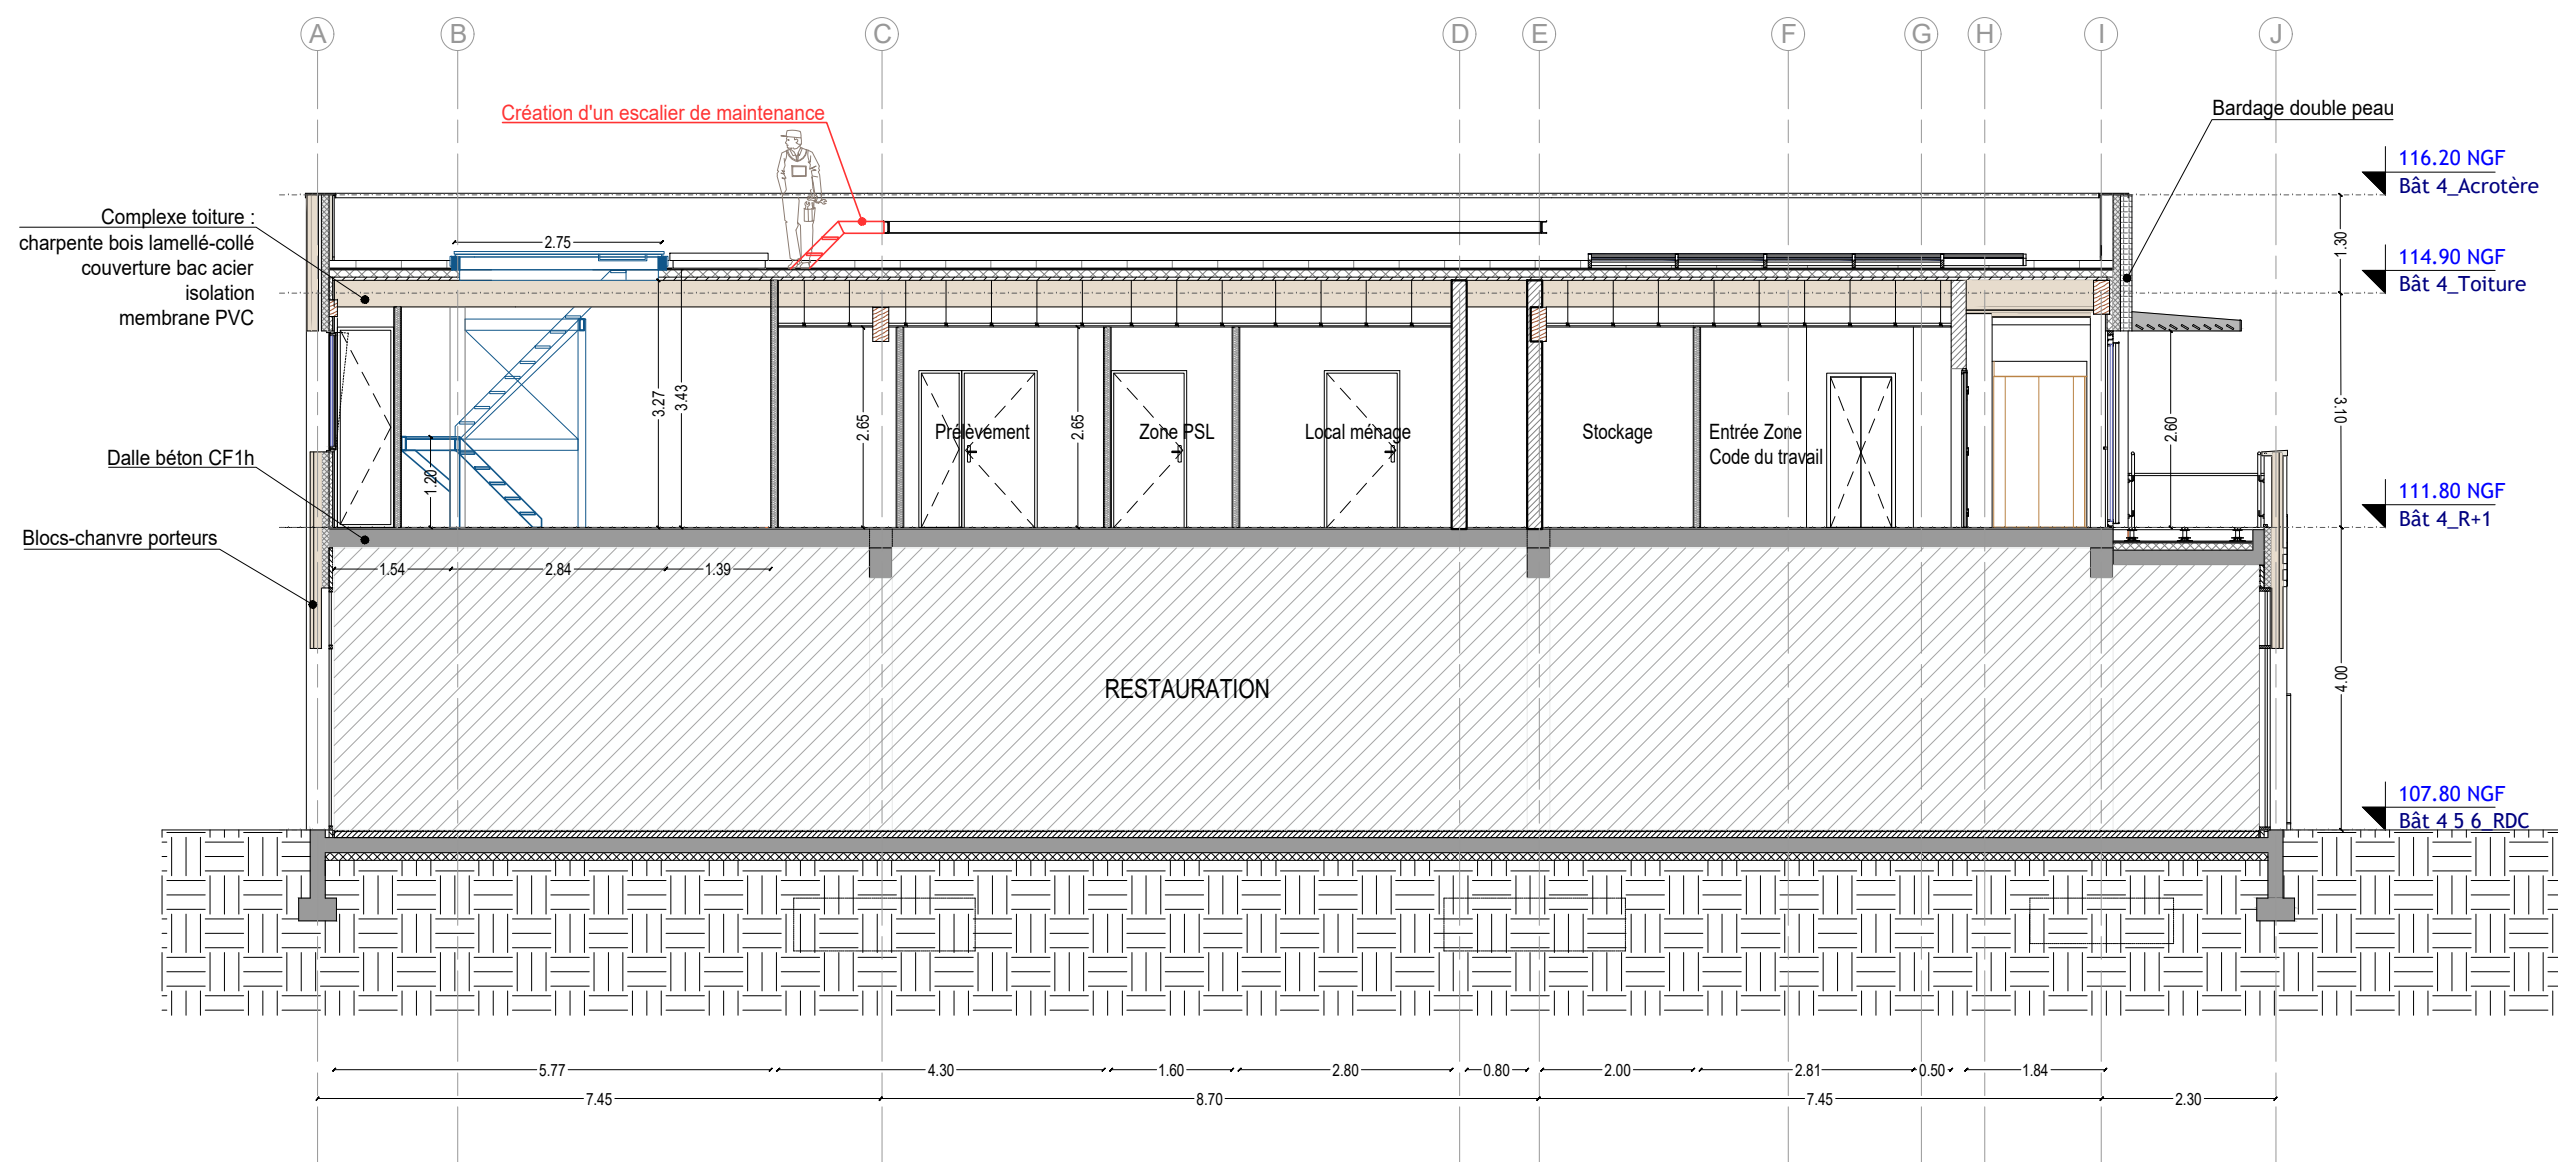 A
B
C
D
E
F
G
H
I
J
Création d'un escalier de maintenance
Bardage double peau
116.20 NGF
Bât 4_Acrotère
Complexe toiture :
charpente bois lamellé-collé
couverture bac acier
isolation
membrane PVC
2.75
1.30
114.90 NGF
Bât 4_Toiture
3.27
3.43
2.65
2.65
3.10
2.60
1.20
Prélèvement
Zone PSL
Local ménage
Stockage
Entrée Zone
Code du travail
Dalle béton CF1h
111.80 NGF
Bât 4_R+1
Blocs-chanvre porteurs
1.54
2.84
1.39
RESTAURATION
4.00
107.80 NGF
Bât 4 5 6_RDC
5.77
4.30
1.60
2.80
0.80
2.00
2.81
0.50
1.84
7.45
8.70
7.45
2.30